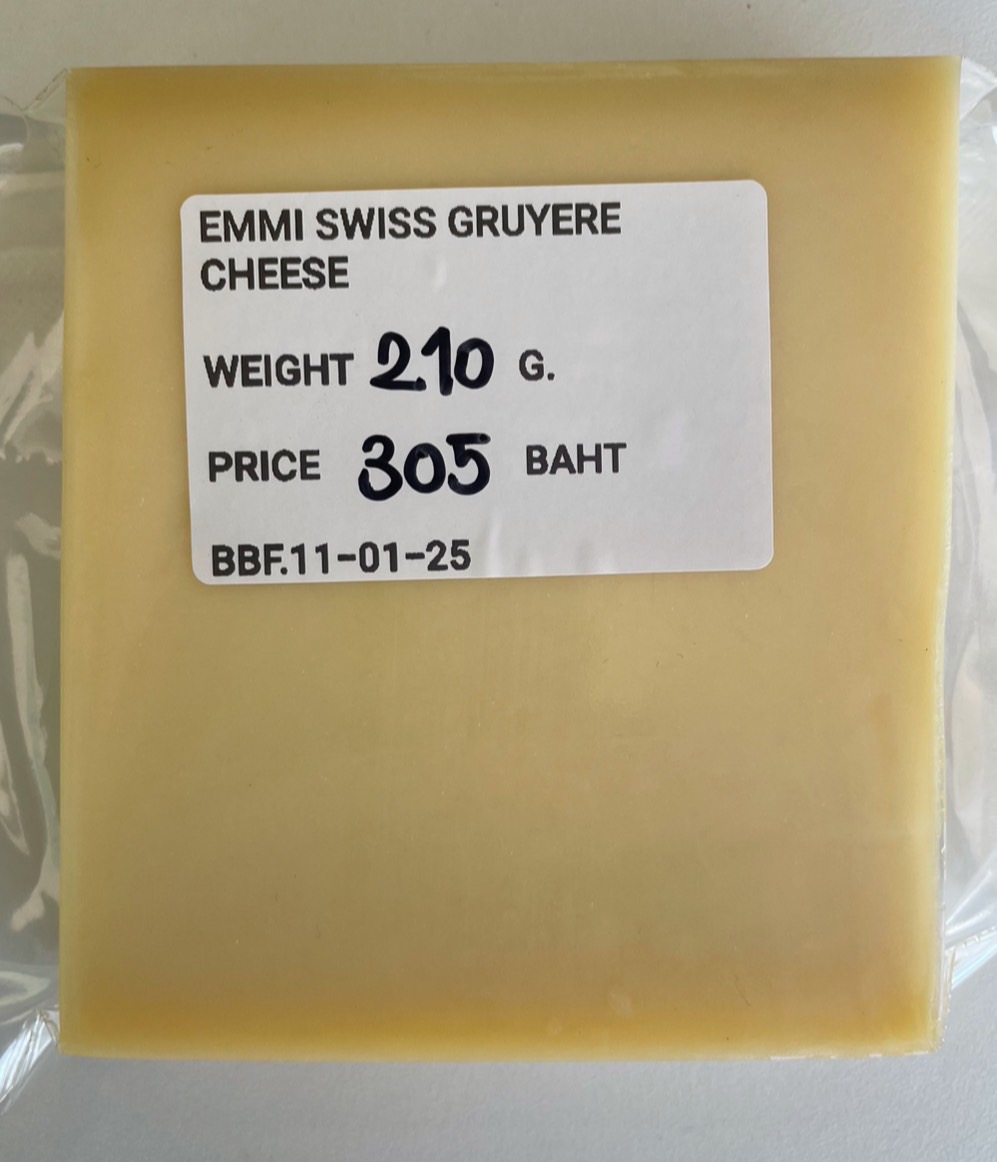 EMMI SWISS GRUYERE
CHEESE
WEIGHT 210 G.
PRICE 305 BAHT
BBF.11-01-25